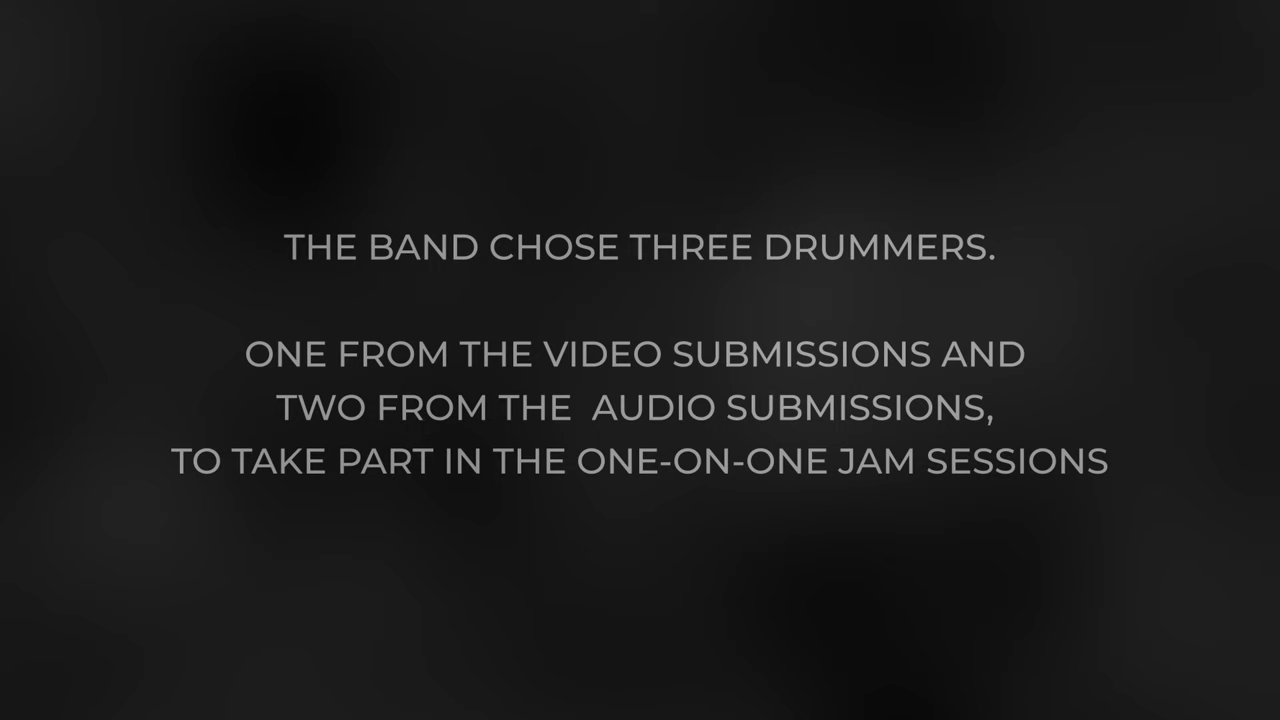 THE BAND CHOSE THREE DRUMMERS.
ONE FROM THE VIDEO SUBMISSIONS AND
TWO FROM THE  AUDIO SUBMISSIONS,
TO TAKE PART IN THE ONE-ON-ONE JAM SESSIONS